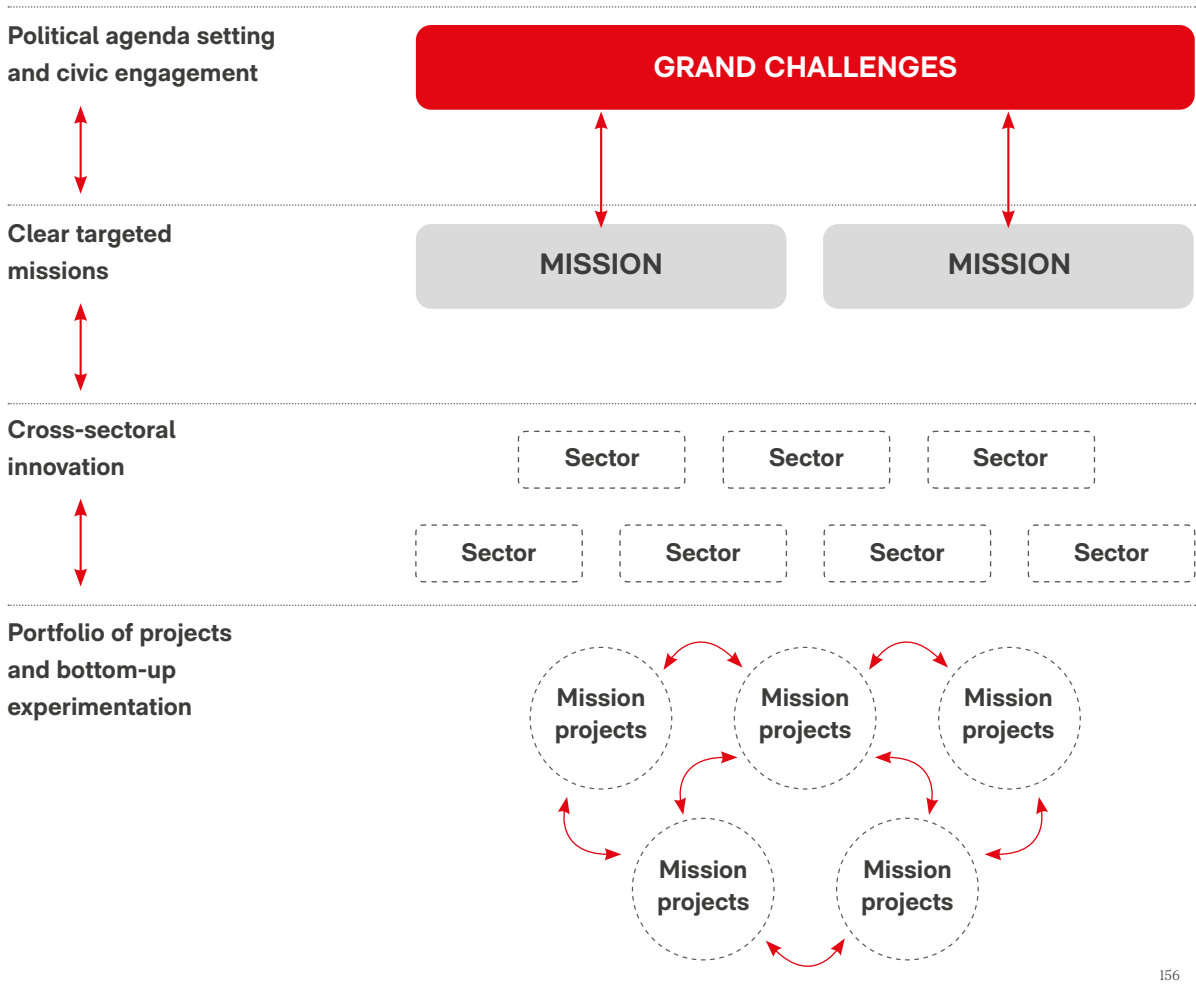 Political agenda setting
and civic engagement
GRAND CHALLENGES
Clear targeted
missions
MISSION
MISSION
Cross-sectoral
innovation
Sector
Sector
Sector
Sector
Sector
Sector
Sector
Portfolio of projects
and bottom-up
experimentation
Mission
projects
Mission
projects
Mission
projects
Mission
projects
Mission
projects
156